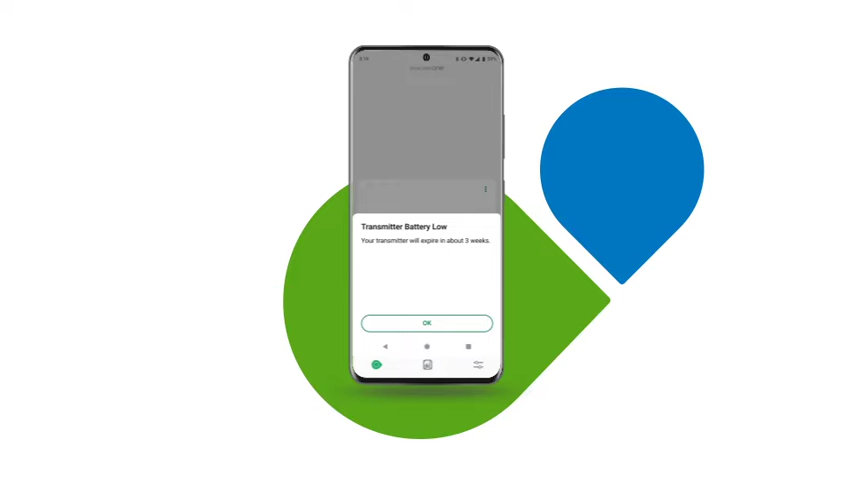 Transmitter Battery Low
Your transmitter will expire in about 3 weeks.
OK